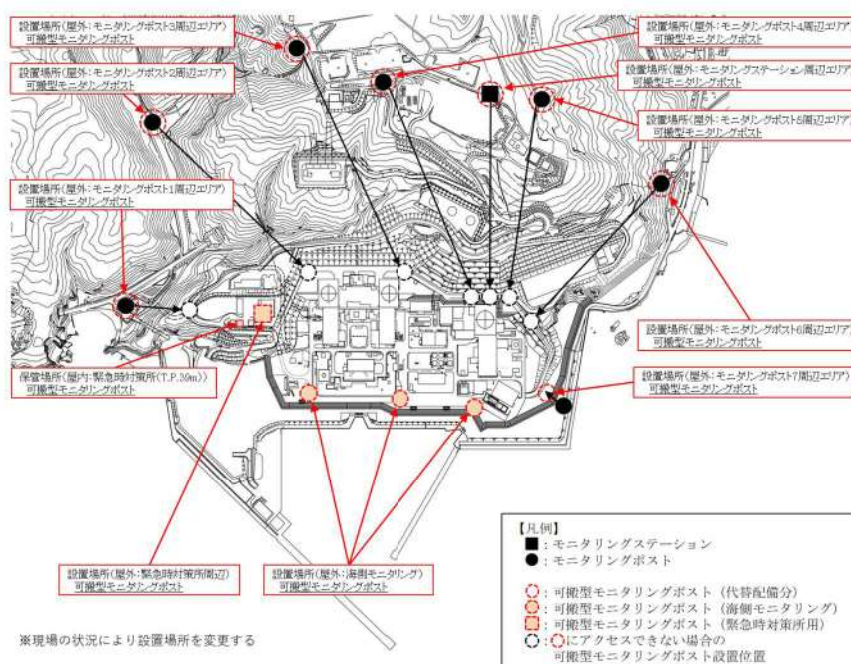 設置場所(屋外:モニタリングポスト3周辺エリア)
可搬型モニタリングポスト
設置場所(屋外:モニタリングポスト2周辺エリア)
可搬型モニタリングポスト
設置場所(屋外:モニタリングポスト1周辺エリア)
可搬型モニタリングポスト
設置場所(屋外:モニタリングポスト4周辺エリア)
可搬型モニタリングポスト
設置場所(屋外:モニタリングステーション周辺エリア)
可搬型モニタリングポスト
設置場所(屋外:モニタリングポスト5周辺エリア)
可搬型モニタリングポスト
設置場所(屋外:モニタリングポスト6周辺エリア)
可搬型モニタリングポスト
保管場所(屋内:緊急時対策所(T.P.39m))
可搬型モニタリングポスト
設置場所(屋外:モニタリングポスト7周辺エリア)
可搬型モニタリングポスト
設置場所(屋外:緊急時対策所周辺)
可搬型モニタリングポスト
設置場所(屋外:海側モニタリング)
可搬型モニタリングポスト
【凡例】
■:モニタリングステーション
●:モニタリングポスト
:可搬型モニタリングポスト(代替配備分)
:可搬型モニタリングポスト(海側モニタリング)
:可搬型モニタリングポスト(緊急時対策所用)
:にアクセスできない場合の
可搬型モニタリングポスト設置位置
※現場の状況により設置場所を変更する